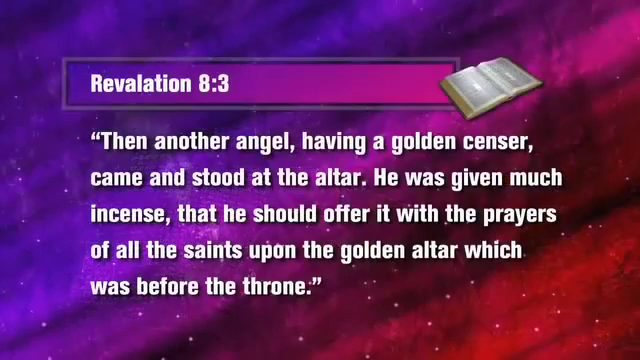 Revalation 8:3
“Then another angel, having a golden censer,
came and stood at the altar. He was given much
incense, that he should offer it with the prayers
of all the saints upon the golden altar which
was before the throne.”